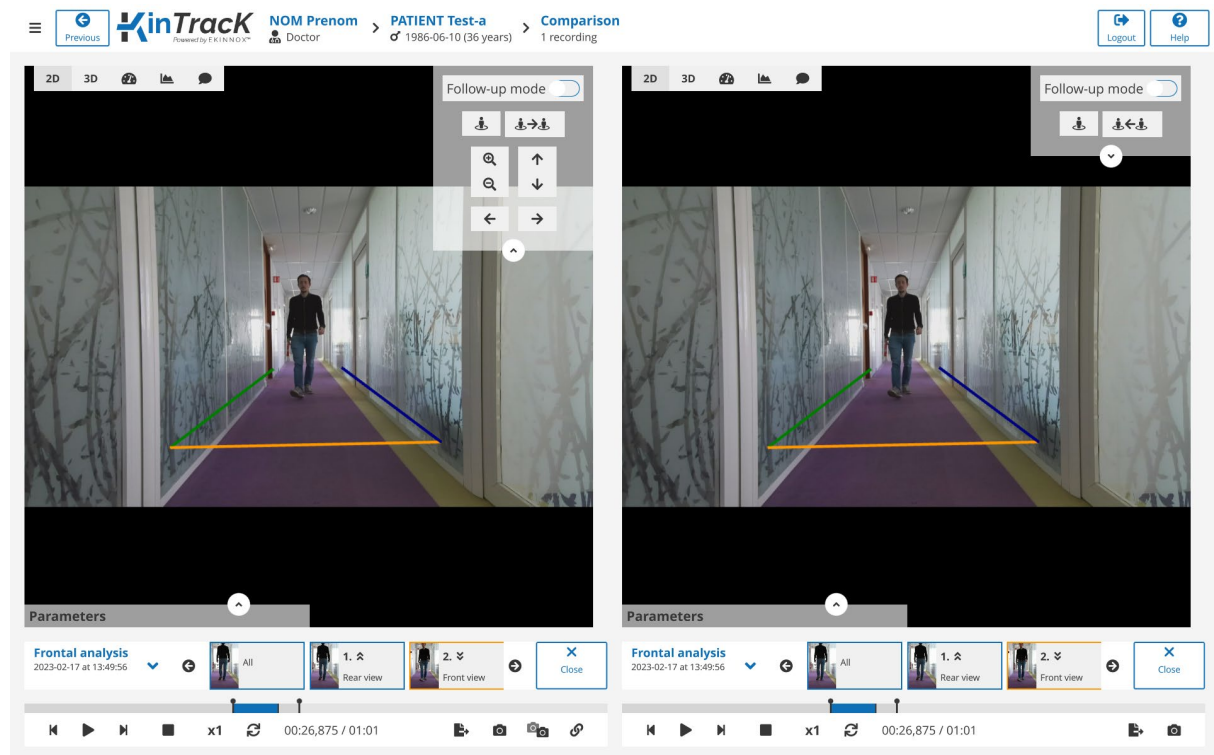 Previous
KinTracK
Powered by EKINNOX™
NOM Prenom
Doctor
PATIENT Test-a
1986-06-10 (36 years)
Comparison
1 recording
Logout
Help
2D 3D
Follow-up mode
Parameters
Frontal analysis
2023-02-17 at 13:49:56
All
1.
Rear view
2.
Front view
Close
x1
00:26,875 / 01:01
2D 3D
Follow-up mode
Parameters
Frontal analysis
2023-02-17 at 13:49:56
All
1.
Rear view
2.
Front view
Close
x1
00:26,875 / 01:01